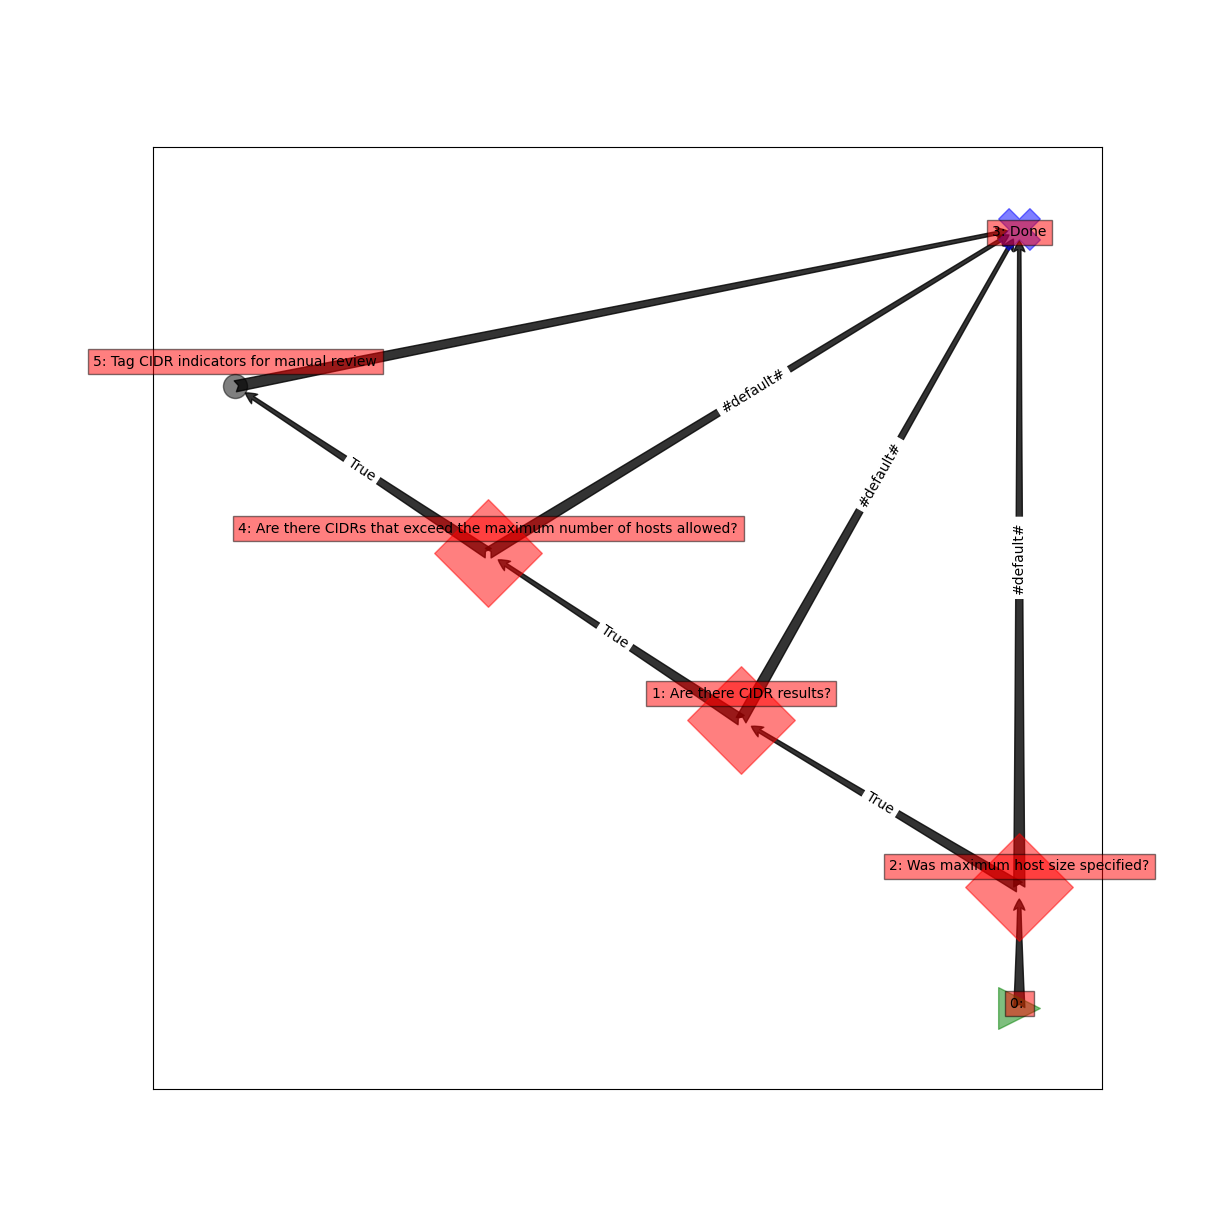 3: Done
5: Tag CIDR indicators for manual review
#default#
True
#default#
4: Are there CIDRs that exceed the maximum number of hosts allowed?
#default#
True
1: Are there CIDR results?
True
2: Was maximum host size specified?
0: